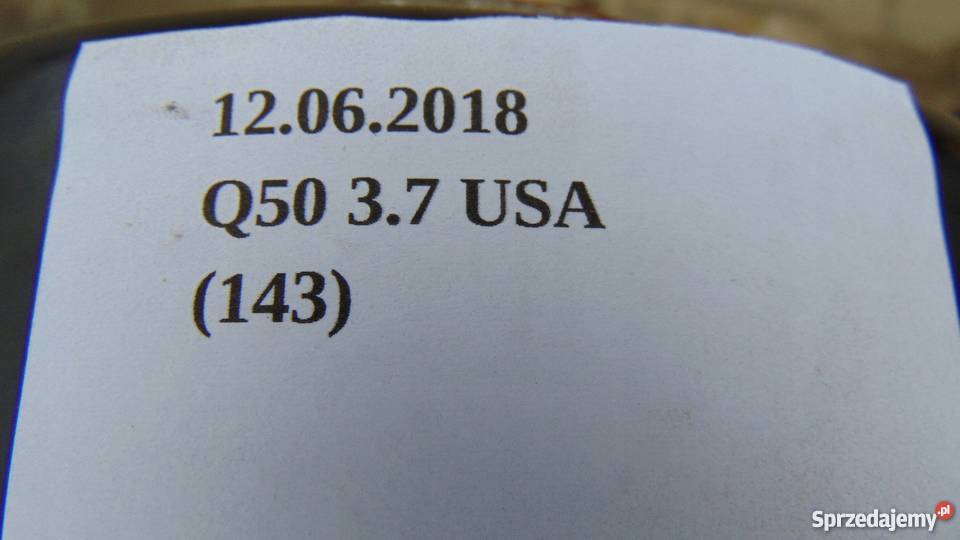 12.06.2018
Q50 3.7 USA
(143)
Sprzedajemy.pl